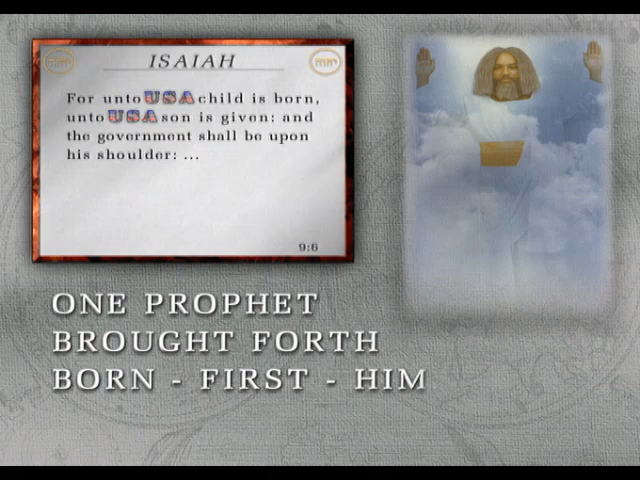 ISAIAH
For unto USA child is born,
unto USA son is given: and
the government shall be upon
his shoulder: ...
9:6
ONE PROPHET
BROUGHT FORTH
BORN - FIRST - HIM